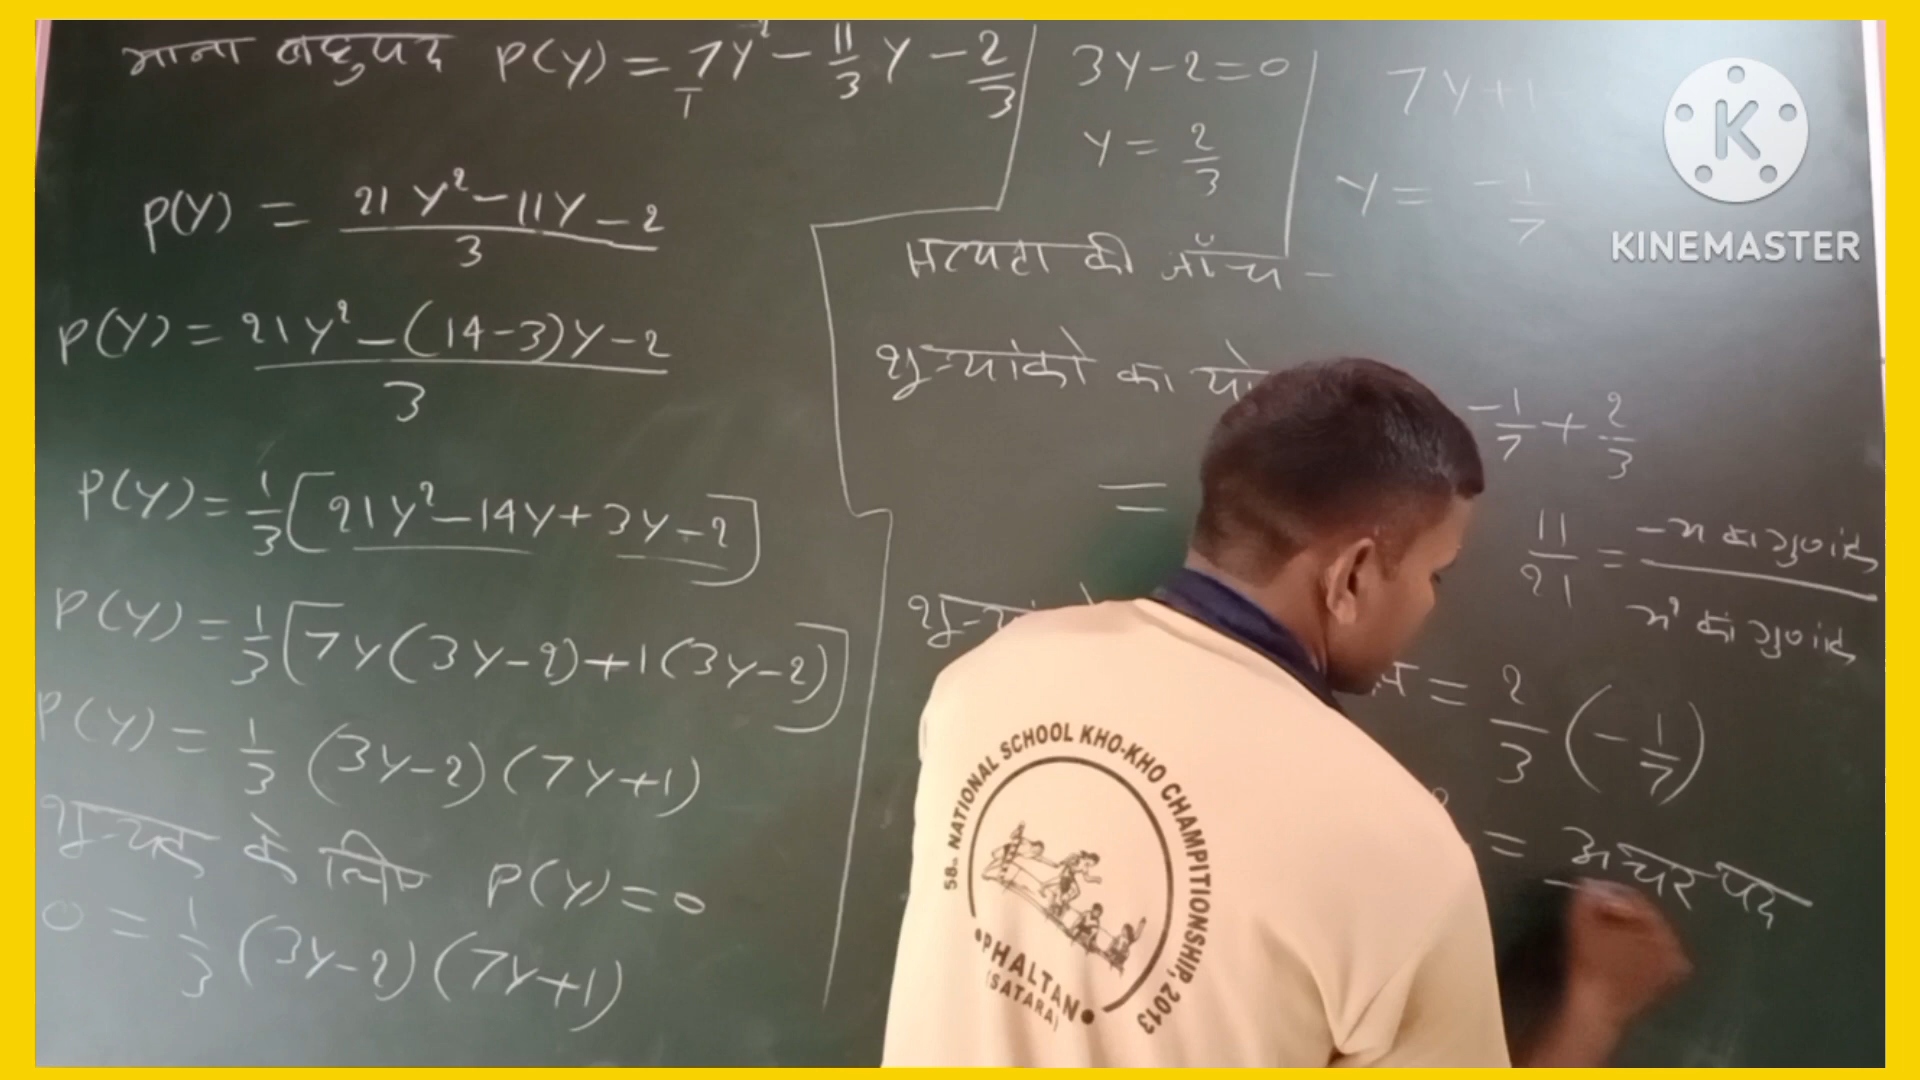 माना बहुपद P(Y) = 7Y² - 11/3 Y - 2/3
1
P(Y) = 21Y² - 11Y - 2 / 3
P(Y) = 21Y² - (14-3)Y - 2 / 3
P(Y) = 1/3 [21Y² - 14Y + 3Y - 2]
P(Y) = 1/3 [7Y(3Y-2) + 1(3Y-2)]
P(Y) = 1/3 (3Y-2) (7Y+1)
शून्यक के लिए P(Y) = 0
0 = 1/3 (3Y-2) (7Y+1)
3Y-2=0
Y = 2/3
7Y+1
Y = -1/7
सत्यता की जाँच -
शून्यांको का
-1/7 + 2/3
=
11/21 = -x का गुणांक / x² का गुणांक
= 2/3 (-1/7)
= अचर पद
KINEMASTER
58th NATIONAL SCHOOL KHO-KHO CHAMPITIONSHIP, 2013
PHALTAN
(SATARA)